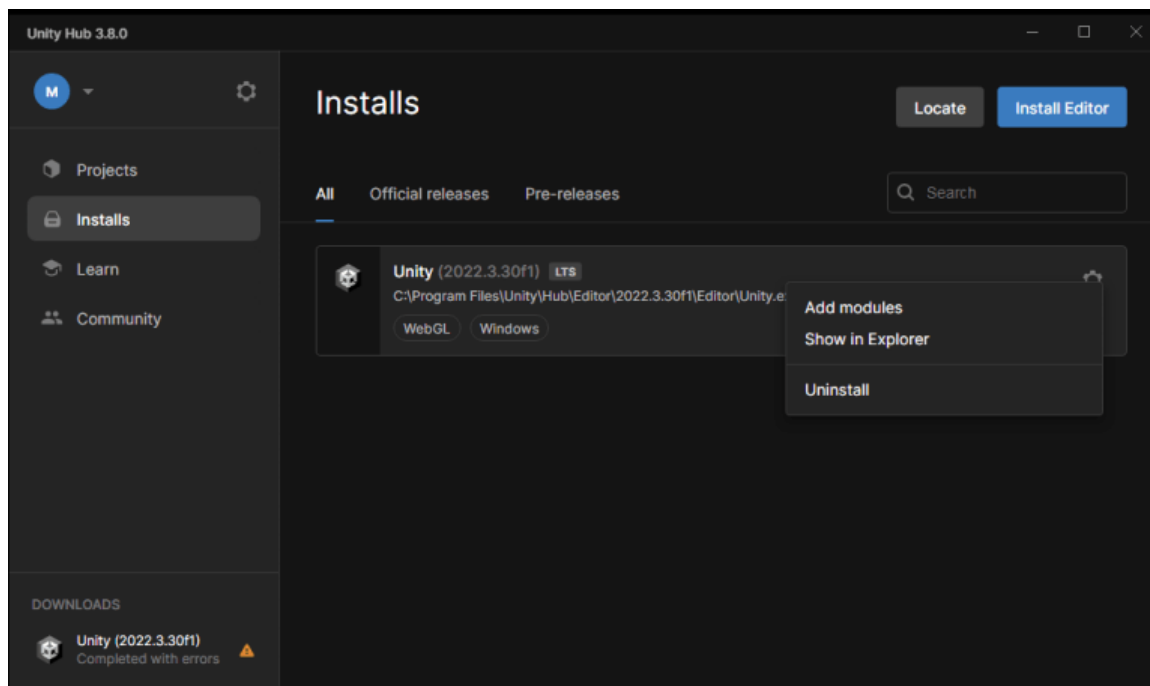 Unity Hub 3.8.0
M
Installs
Locate
Install Editor
Projects
Installs
Learn
Community
All Official releases Pre-releases
Search
Unity (2022.3.30f1) LTS
C:\Program Files\Unity\Hub\Editor\2022.3.30f1\Editor\Unity.e
WebGL Windows
Add modules
Show in Explorer
Uninstall
DOWNLOADS
Unity (2022.3.30f1)
Completed with errors